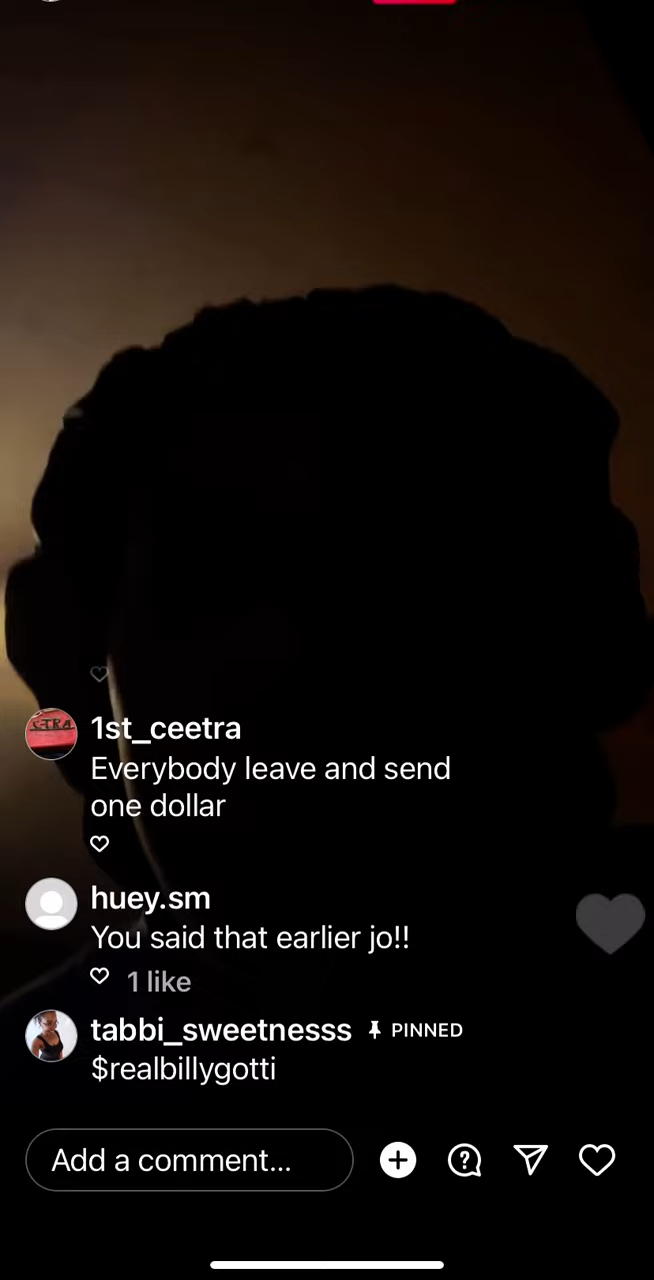 1st_ceetra
Everybody leave and send
one dollar
huey.sm
You said that earlier jo!!
1 like
tabbi_sweetnesss PINNED
$realbillygotti
Add a comment...